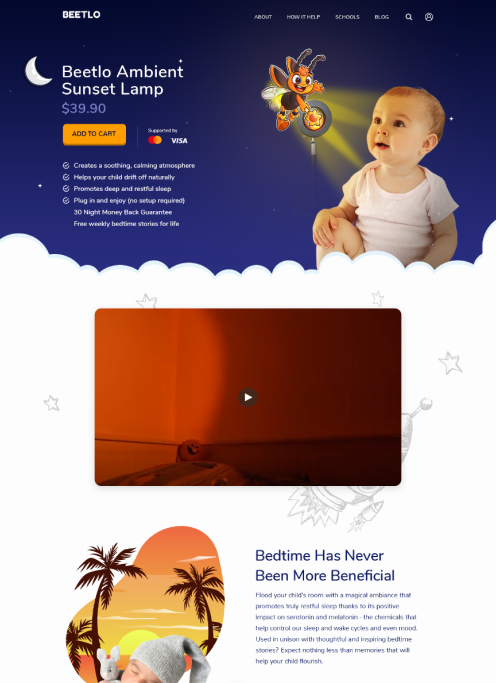 BEETLO
ABOUT
HOW IT HELP
SCHOOLS
BLOG
Beetlo Ambient
Sunset Lamp
$39.90
ADD TO CART
Supported by
VISA
Creates a soothing, calming atmosphere
Helps your child drift off naturally
Promotes deep and restful sleep
Plug in and enjoy (no setup required)
30 Night Money Back Guarantee
Free weekly bedtime stories for life
Bedtime Has Never
Been More Beneficial
Flood your child's room with a magical ambiance that
promotes truly restful sleep thanks to its positive
impact on serotonin and melatonin - the chemicals that
help control our sleep and wake cycles and even mood.
Used in unison with thoughtful and inspiring bedtime
stories? Expect nothing less than memories that will
help your child flourish.